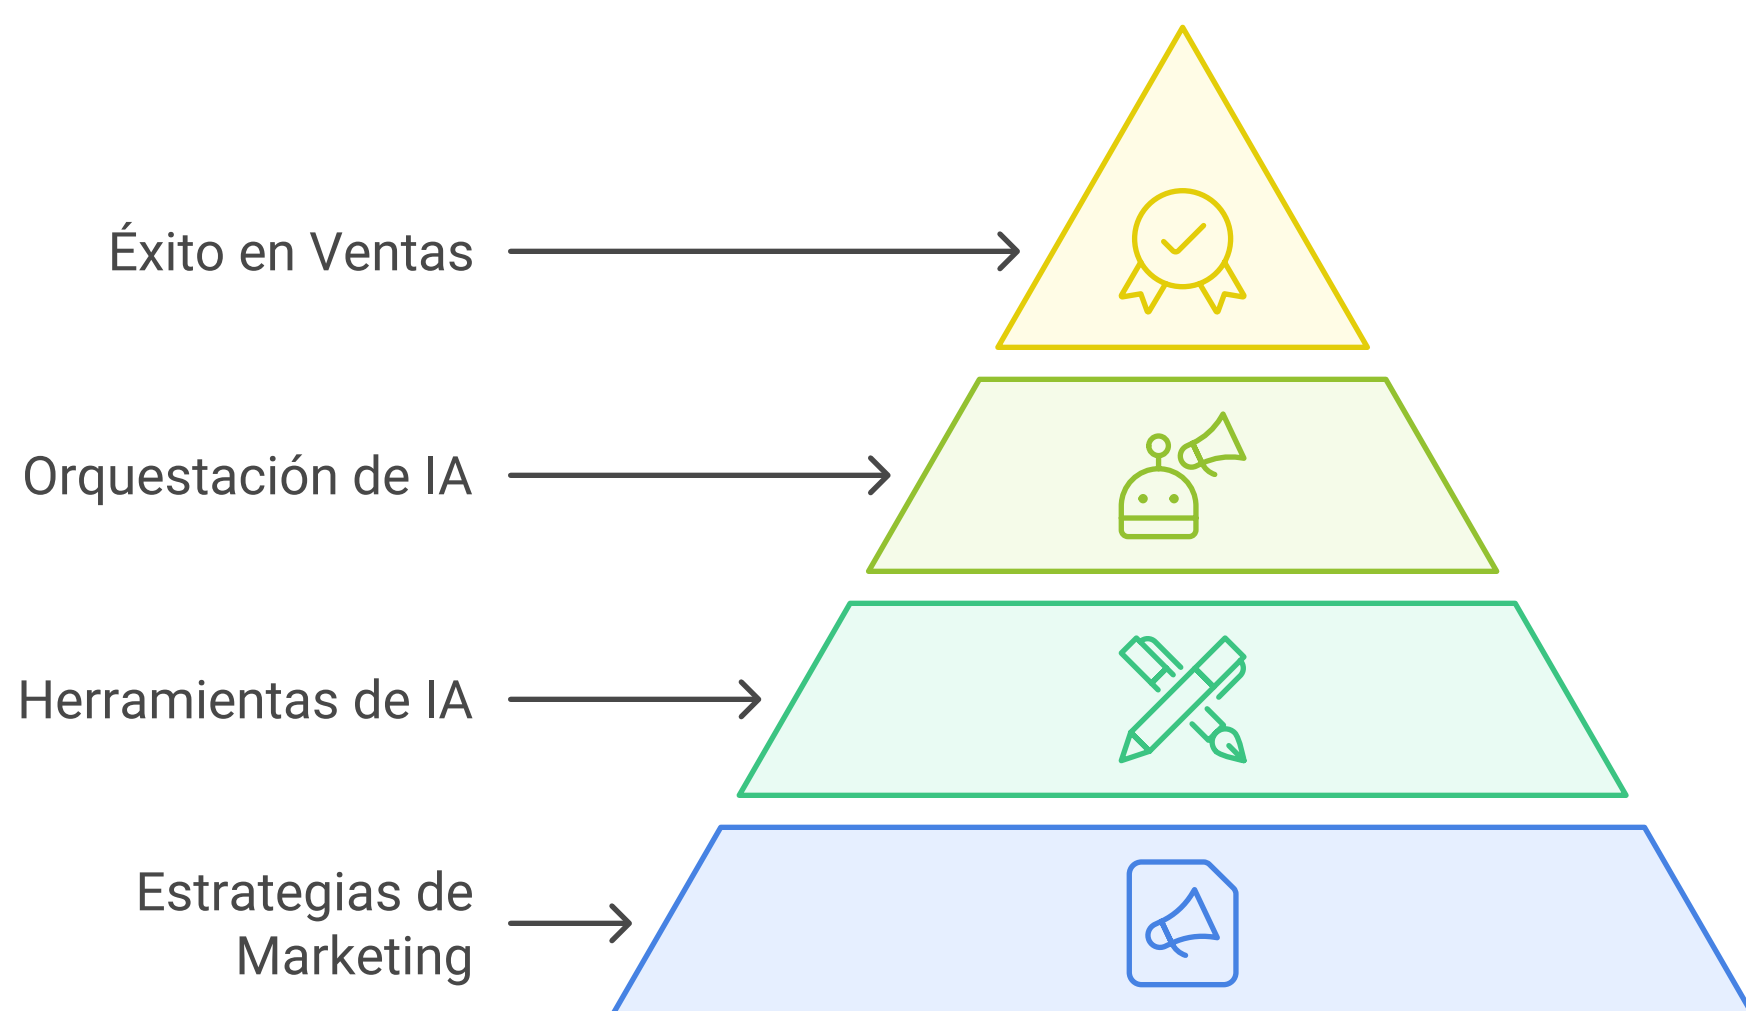 Éxito en Ventas
Orquestación de IA
Herramientas de IA
Estrategias de
Marketing